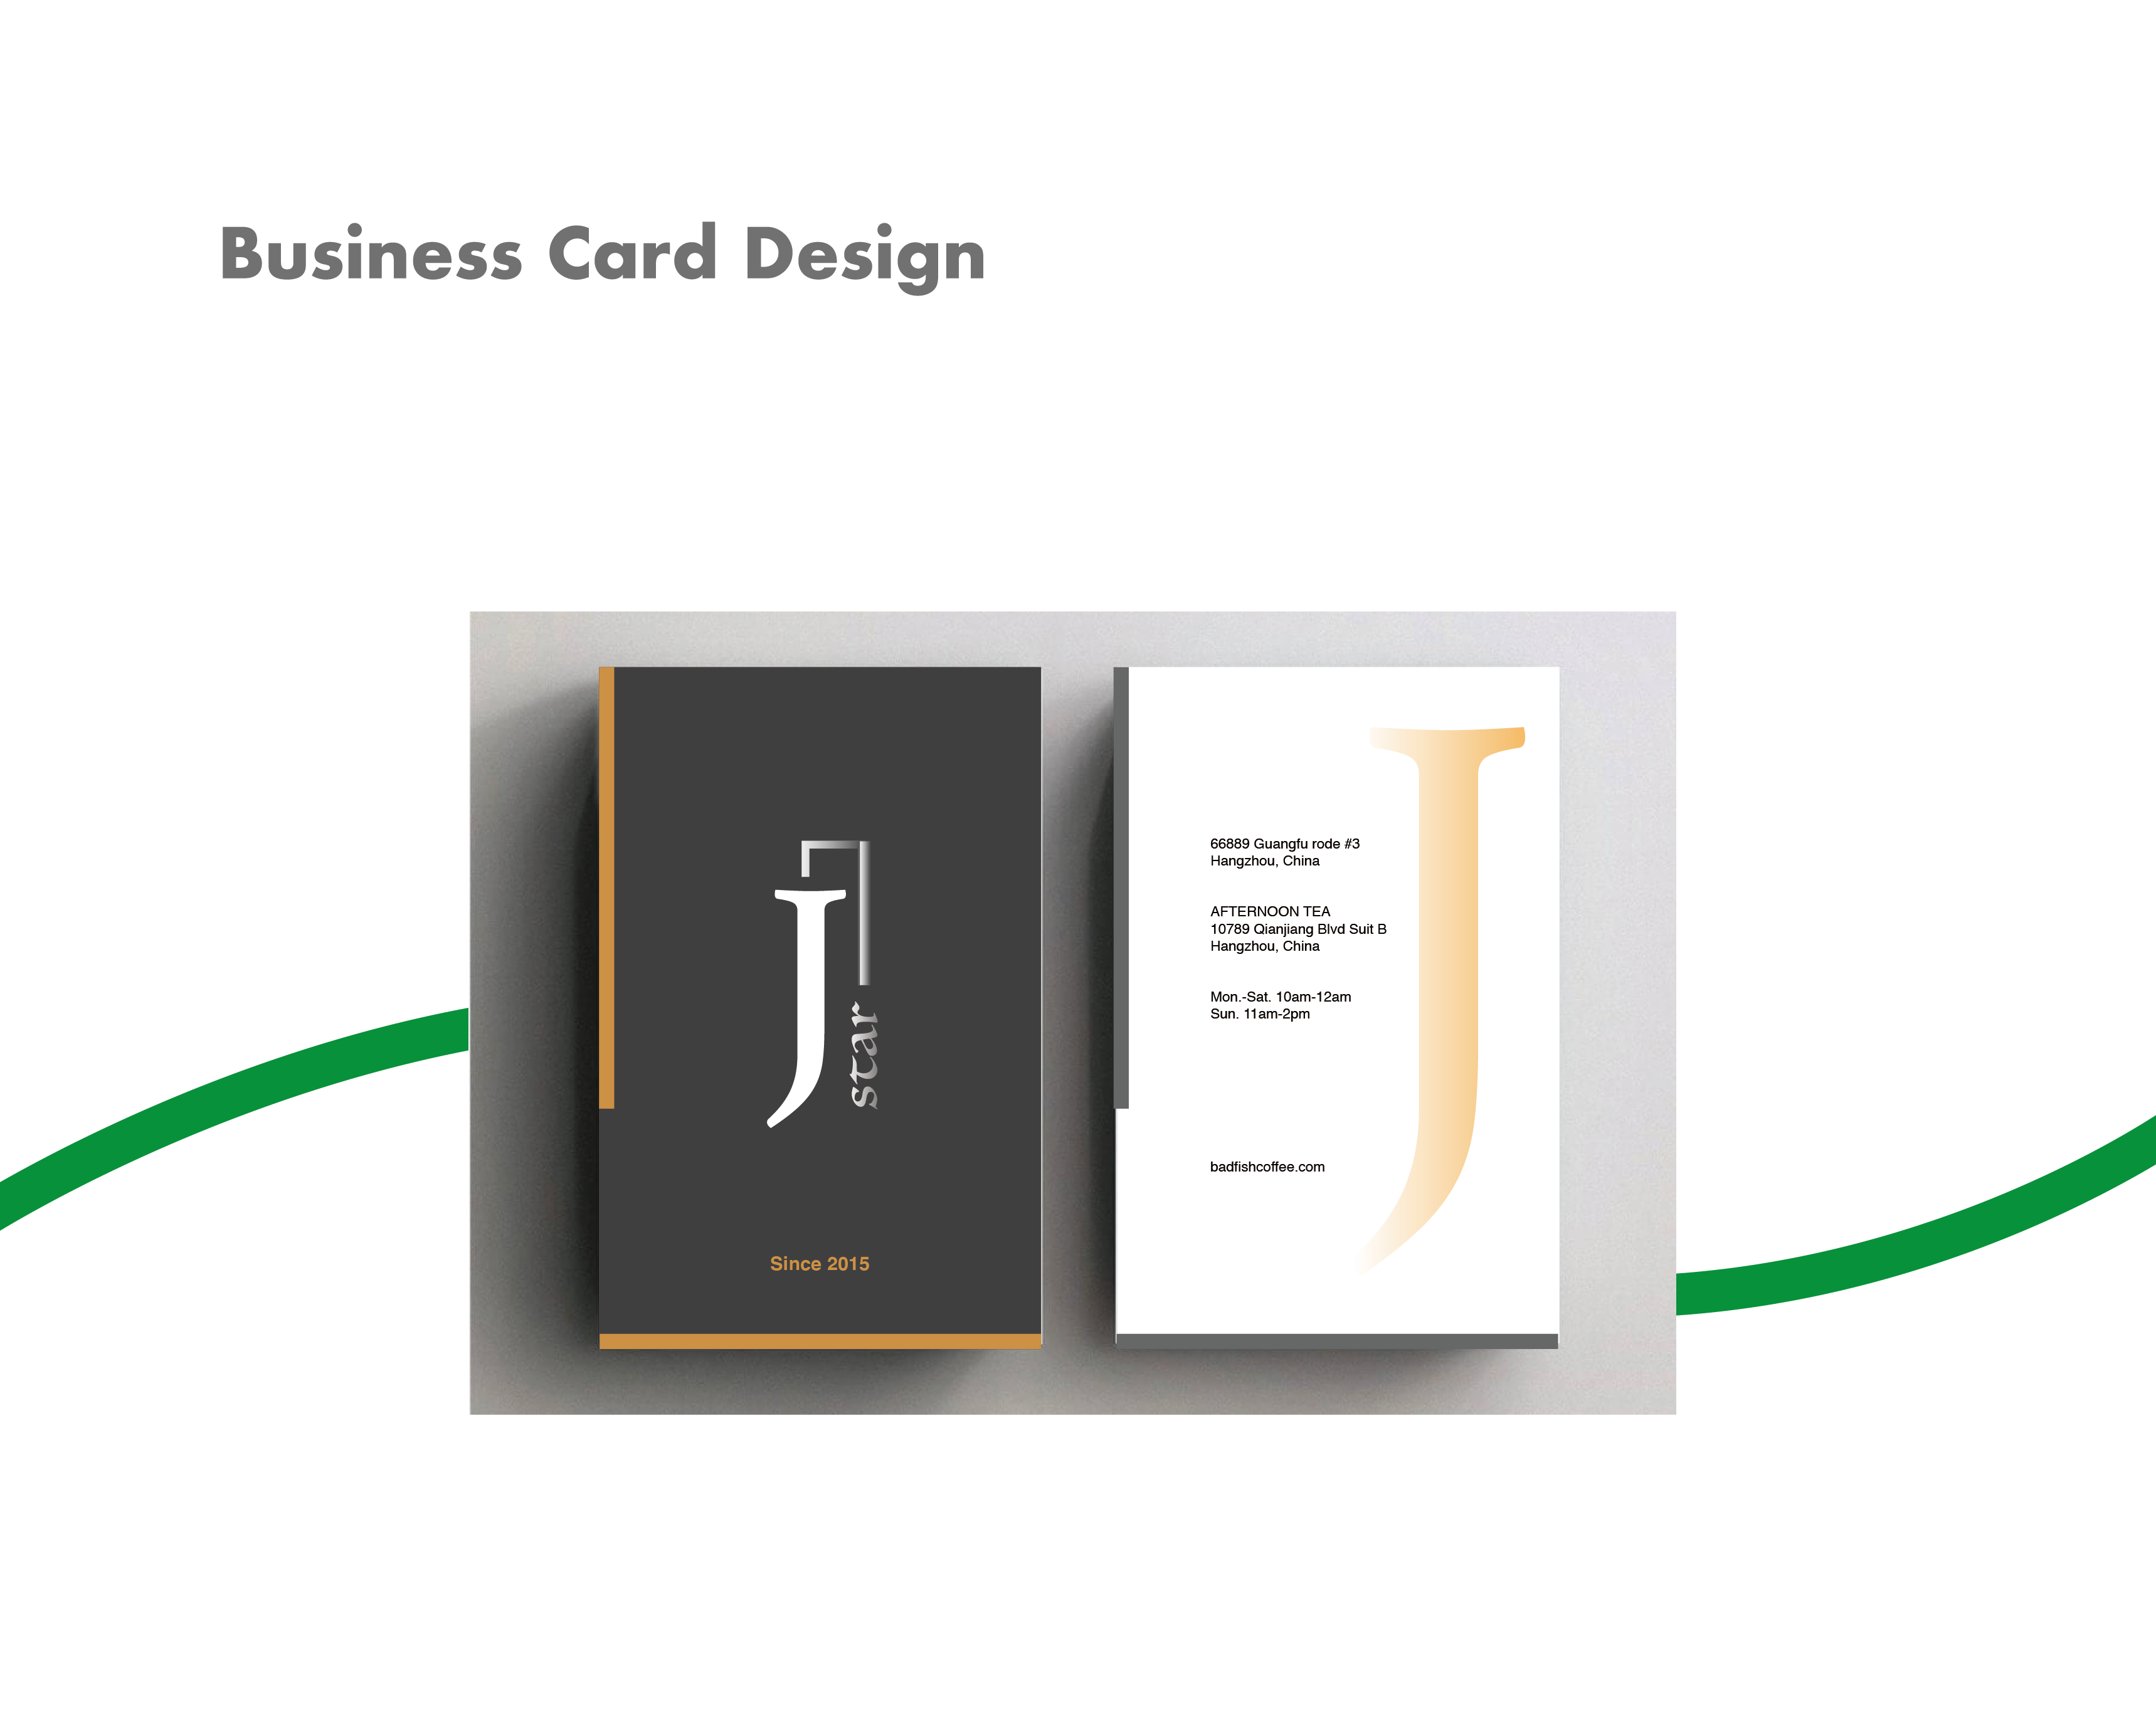 Business Card Design
J
star
Since 2015
J
66889 Guangfu rode #3
Hangzhou, China
AFTERNOON TEA
10789 Qianjiang Blvd Suit B
Hangzhou, China
Mon.-Sat. 10am-12am
Sun. 11am-2pm
badfishcoffee.com